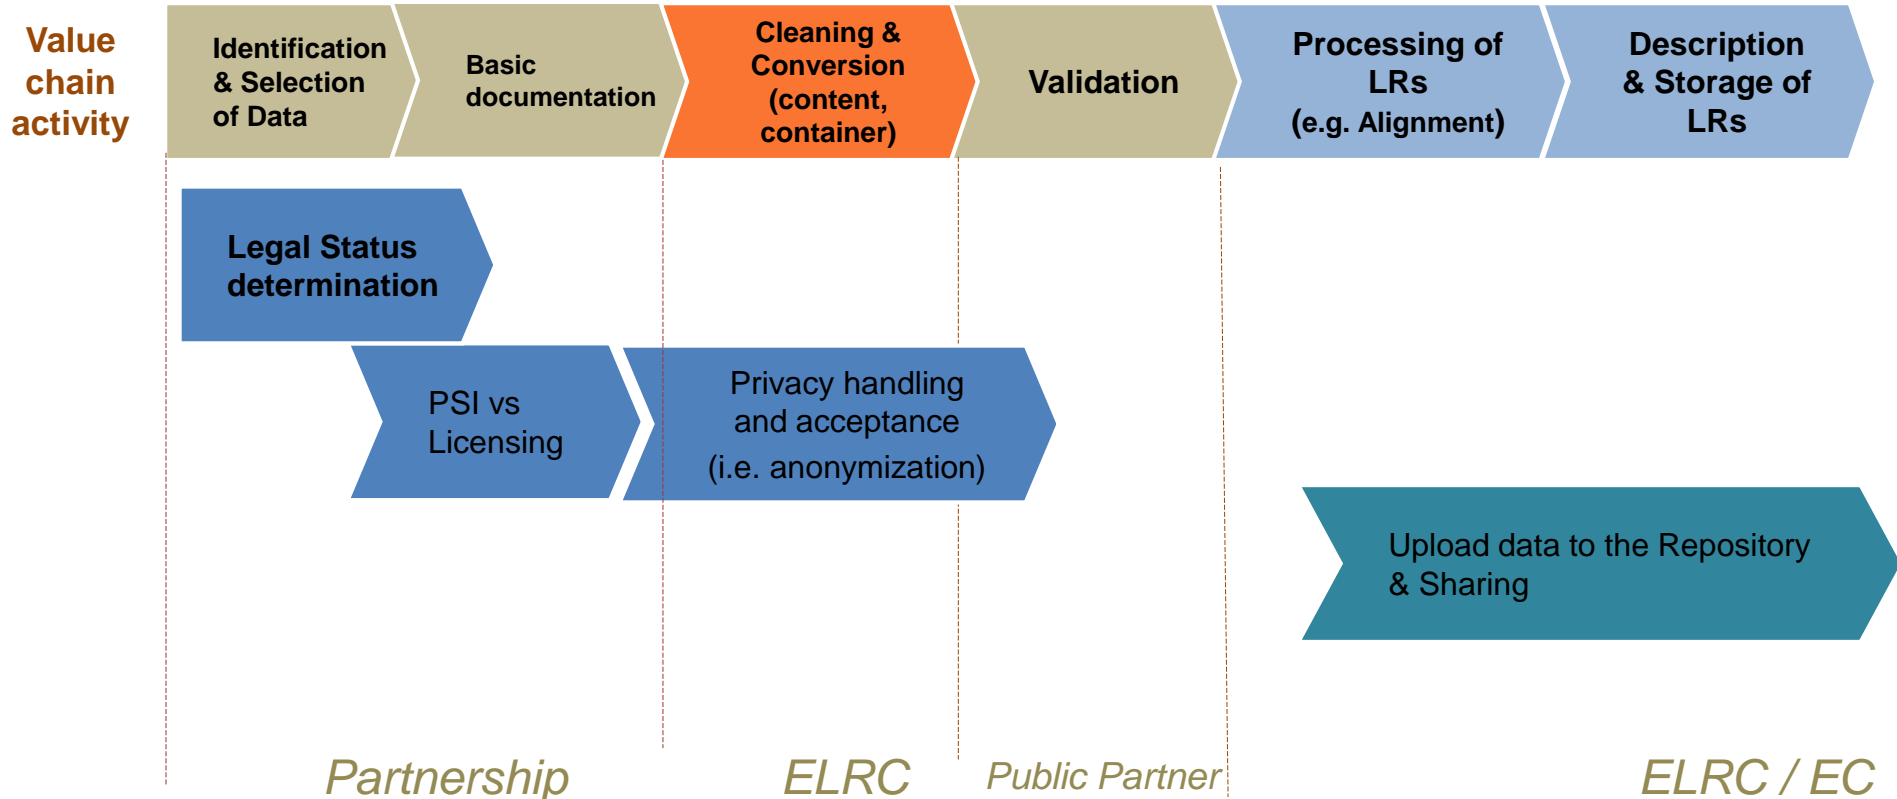 Value
chain
activity
Identification
& Selection
of Data
Basic
documentation
Cleaning &
Conversion
(content,
container)
Validation
Processing of
LRs
(e.g. Alignment)
Description
& Storage of
LRs
Legal Status
determination
PSI vs
Licensing
Privacy handling
and acceptance
(i.e. anonymization)
Upload data to the Repository
& Sharing
Partnership
ELRC
Public Partner
ELRC / EC